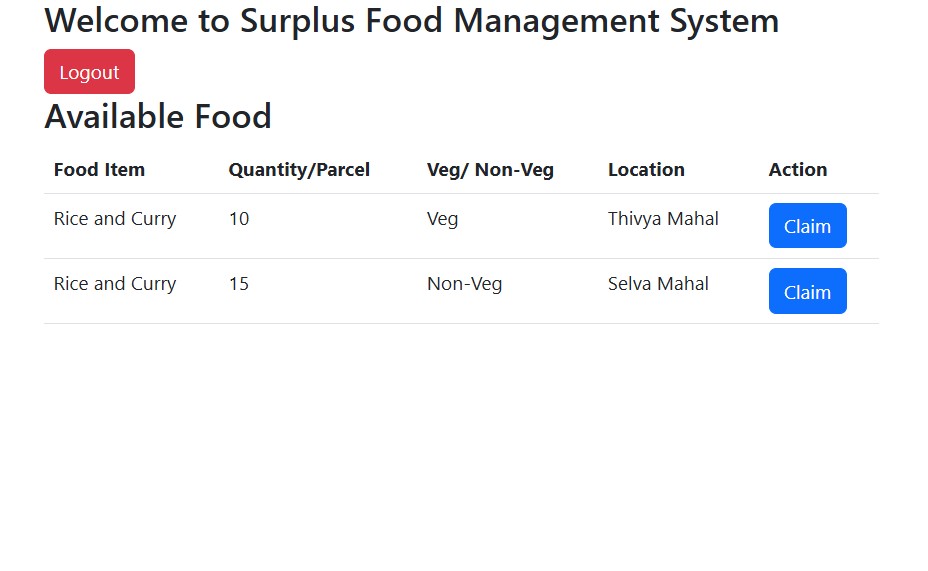 Welcome to Surplus Food Management System
Logout
Available Food
Food Item Quantity/Parcel Veg/ Non-Veg Location Action
Rice and Curry 10 Veg Thivya Mahal Claim
Rice and Curry 15 Non-Veg Selva Mahal Claim